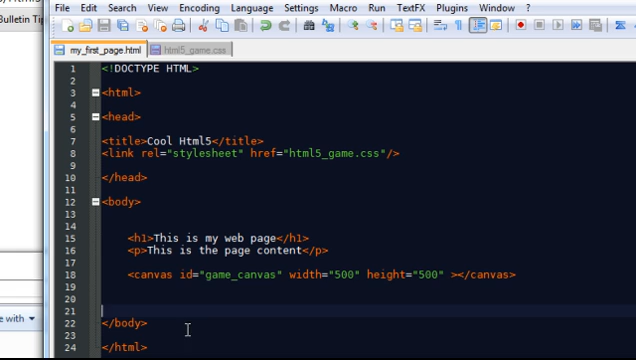 File Edit Search View Encoding Language Settings Macro Run TextFX Plugins Window ?
Bulletin Tip
my_first_page.html html5_game.css
1 <!DOCTYPE HTML>
2
3 <html>
4
5 <head>
6
7 <title>Cool Html5</title>
8 <link rel="stylesheet" href="html5_game.css"/>
9
10 </head>
11
12 <body>
13
14
15 <h1>This is my web page</h1>
16 <p>This is the page content</p>
17
18 <canvas id="game_canvas" width="500" height="500" ></canvas>
19
20
21
22 </body>
23
24 </html>
e with